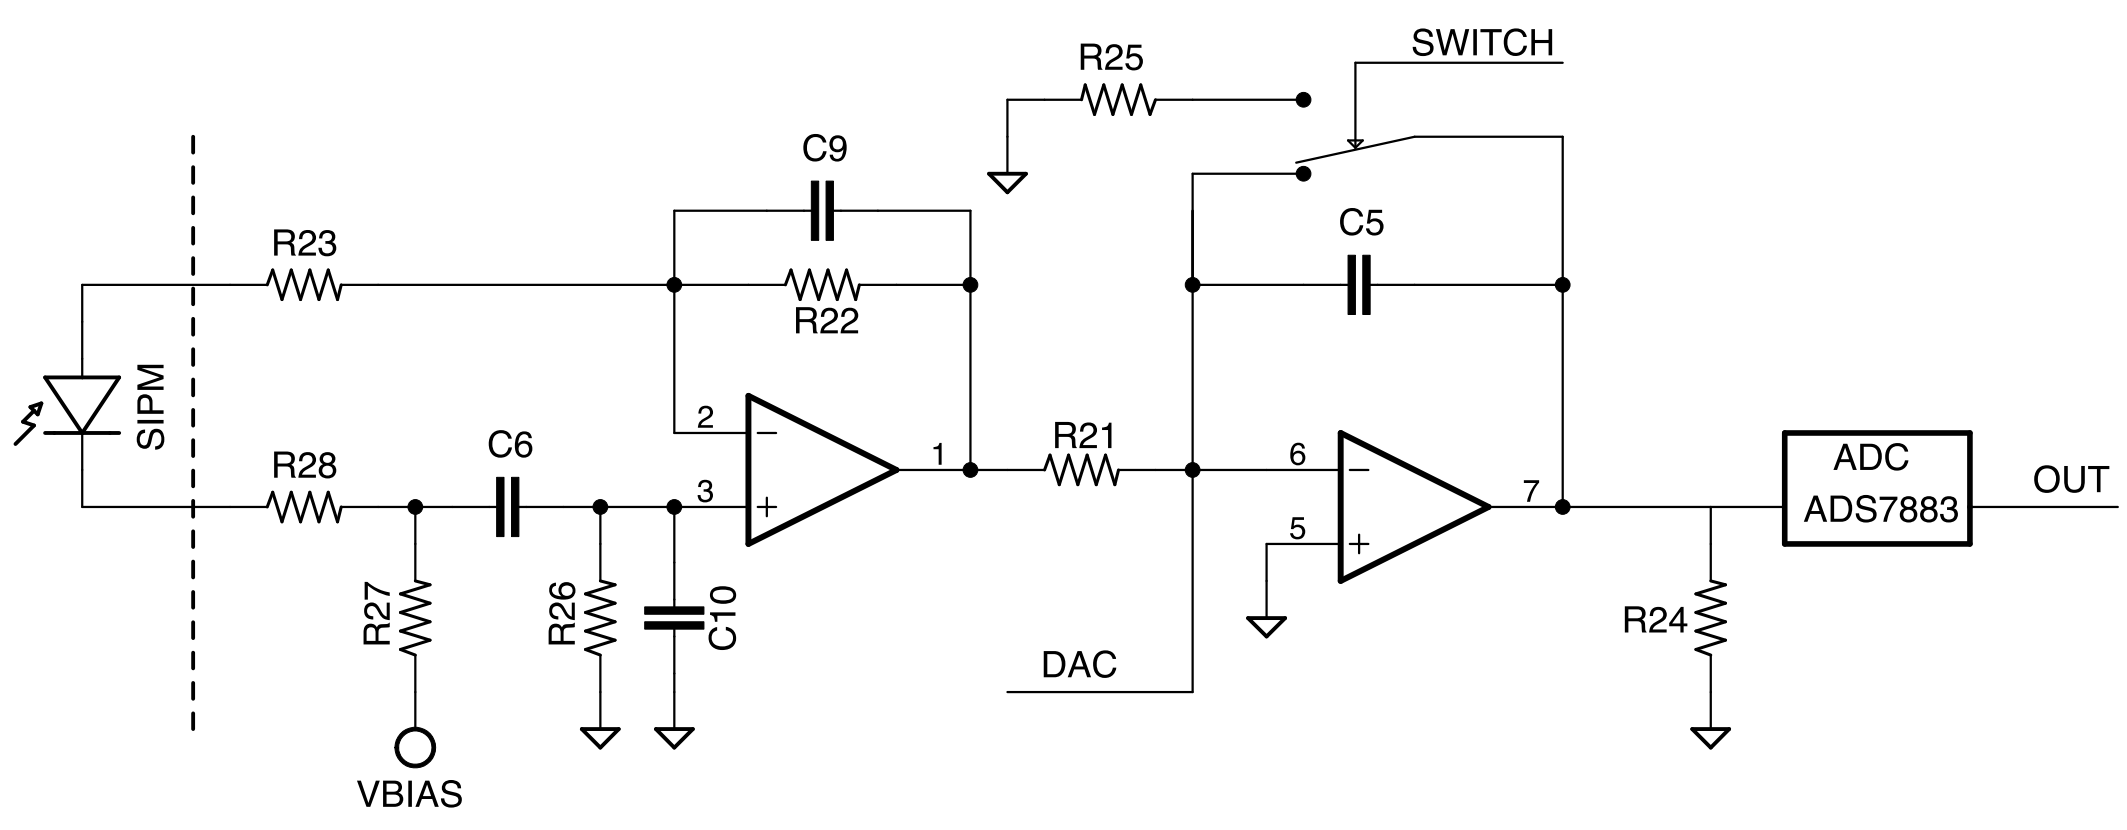 SWITCH
R25
C9
R23
C5
R22
SIPM
2
R21
1
6
C6
R28
3
ADC
OUT
7
ADS7883
5
R27
R26
C10
R24
DAC
VBIAS